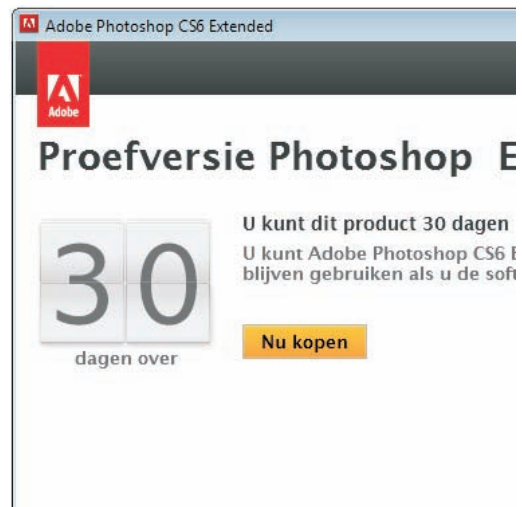 Adobe Photoshop CS6 Extended
Adobe
Proefversie Photoshop E
30
dagen over
U kunt dit product 30 dagen
U kunt Adobe Photoshop CS6 E
blijven gebruiken als u de soft
Nu kopen